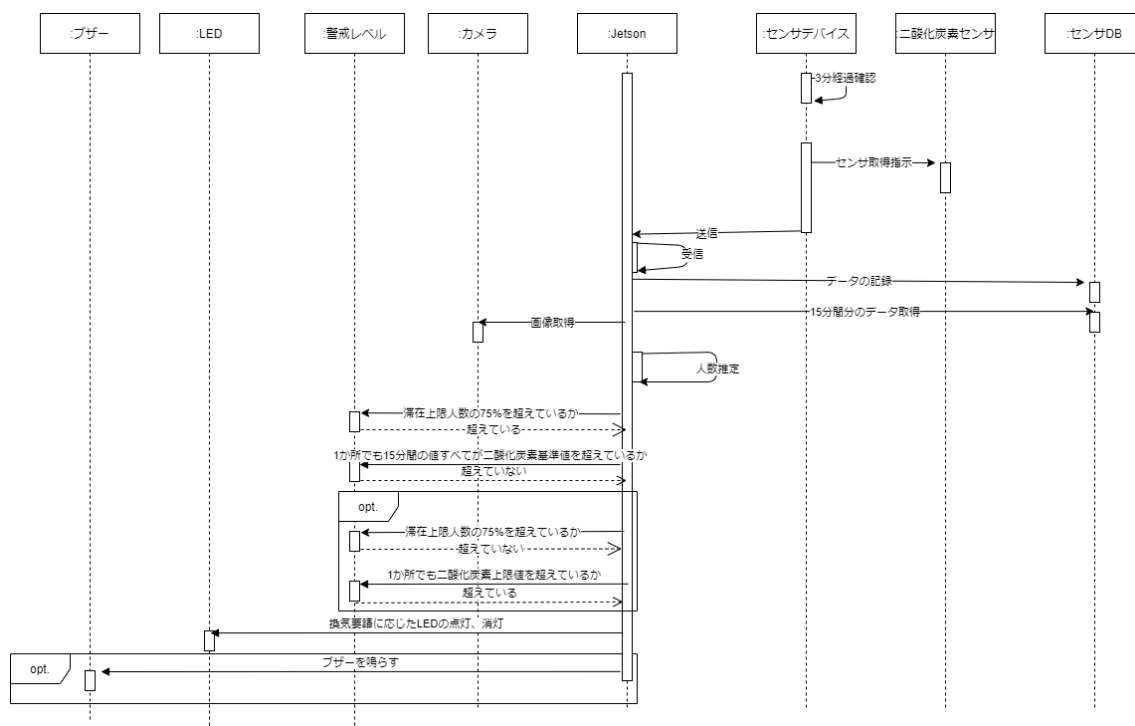 :ブザー
:LED
:警戒レベル
:カメラ
:Jetson
:センサデバイス
:二酸化炭素センサ
:センサDB
3分経過確認
センサ取得指示
送信
受信
データの記録
15分間分のデータ取得
画像取得
人数推定
滞在上限人数の75%を超えているか
超えている
1か所でも15分間の値すべてが二酸化炭素基準値を超えているか
超えていない
opt.
滞在上限人数の75%を超えているか
超えていない
1か所でも二酸化炭素上限値を超えているか
超えている
換気要請に応じたLEDの点灯、消灯
opt.
ブザーを鳴らす